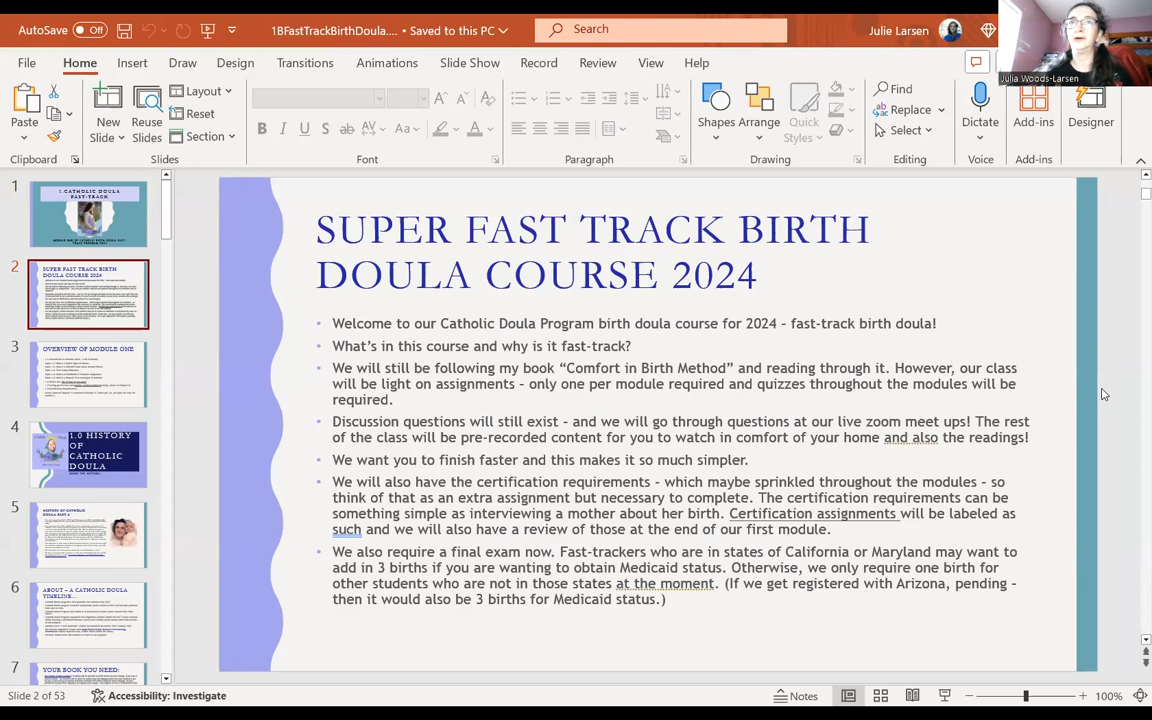 AutoSave Off
1BFastTrackBirthDoula.... • Saved to this PC
Search
Julie Larsen
Julia Woods-Larsen
File Home Insert Draw Design Transitions Animations Slide Show Record Review View Help
Paste
New Slide
Reuse Slides
Layout
Reset
Section
B I U S ab AV Aa A
Shapes
Arrange
Quick Styles
Find
Replace
Select
Dictate
Add-ins
Designer
Clipboard Slides Font Paragraph Drawing Editing Voice Add-ins
1
1.CATHOLIC DOULA
FAST-TRACK
2
SUPER FAST TRACK BIRTH
DOULA COURSE 2024
3
OVERVIEW OF MODULE ONE
4
1.0 HISTORY
OF
CATHOLIC
DOULA
5
HISTORY OF CATHOLIC
6
ABOUT - A CATHOLIC DOULA
TIMELINE...
7
YOUR BOOK YOU NEED:
SUPER FAST TRACK BIRTH
DOULA COURSE 2024
• Welcome to our Catholic Doula Program birth doula course for 2024 - fast-track birth doula!
• What's in this course and why is it fast-track?
• We will still be following my book “Comfort in Birth Method” and reading through it. However, our class
will be light on assignments - only one per module required and quizzes throughout the modules will be
required.
• Discussion questions will still exist - and we will go through questions at our live zoom meet ups! The rest
of the class will be pre-recorded content for you to watch in comfort of your home and also the readings!
• We want you to finish faster and this makes it so much simpler.
• We will also have the certification requirements - which maybe sprinkled throughout the modules - so
think of that as an extra assignment but necessary to complete. The certification requirements can be
something simple as interviewing a mother about her birth. Certification assignments will be labeled as
such and we will also have a review of those at the end of our first module.
• We also require a final exam now. Fast-trackers who are in states of California or Maryland may want to
add in 3 births if you are wanting to obtain Medicaid status. Otherwise, we only require one birth for
other students who are not in those states at the moment. (If we get registered with Arizona, pending -
then it would also be 3 births for Medicaid status.)
Slide 2 of 53
Accessibility: Investigate
Notes
100%